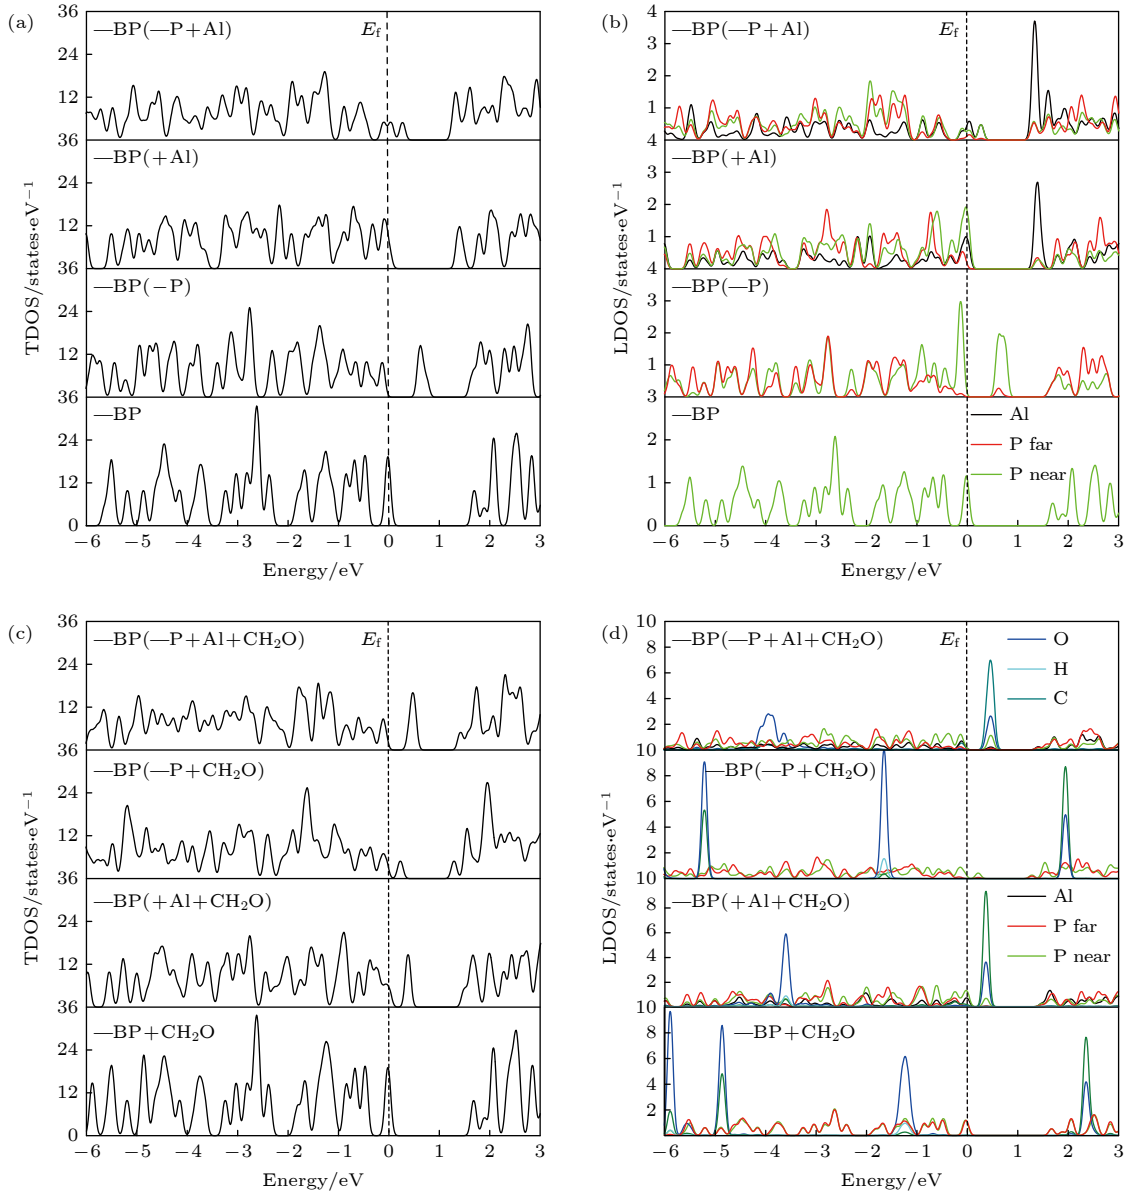 (a)
36
—BP(—P+Al)
E_f
24
12
36
—BP(+Al)
24
12
36
—BP(−P)
24
12
36
—BP
24
12
0
−6 −5 −4 −3 −2 −1 0 1 2 3
Energy/eV
TDOS/states·eV⁻¹
(b)
4
—BP(—P+Al)
E_f
3
2
1
4
—BP(+Al)
3
2
1
4
—BP(—P)
3
2
1
3
—BP
Al
P far
P near
2
1
0
−6 −5 −4 −3 −2 −1 0 1 2 3
Energy/eV
LDOS/states·eV⁻¹
(c)
36
—BP(—P+Al+CH₂O)
E_f
24
12
36
—BP(—P+CH₂O)
24
12
36
—BP(+Al+CH₂O)
24
12
36
—BP+CH₂O
24
12
0
−6 −5 −4 −3 −2 −1 0 1 2 3
Energy/eV
TDOS/states·eV⁻¹
(d)
10
—BP(—P+Al+CH₂O)
E_f
O
H
C
8
6
4
2
10
—BP(—P+CH₂O)
8
6
4
2
10
—BP(+Al+CH₂O)
Al
P far
P near
8
6
4
2
10
—BP+CH₂O
8
6
4
2
−6 −5 −4 −3 −2 −1 0 1 2 3
Energy/eV
LDOS/states·eV⁻¹